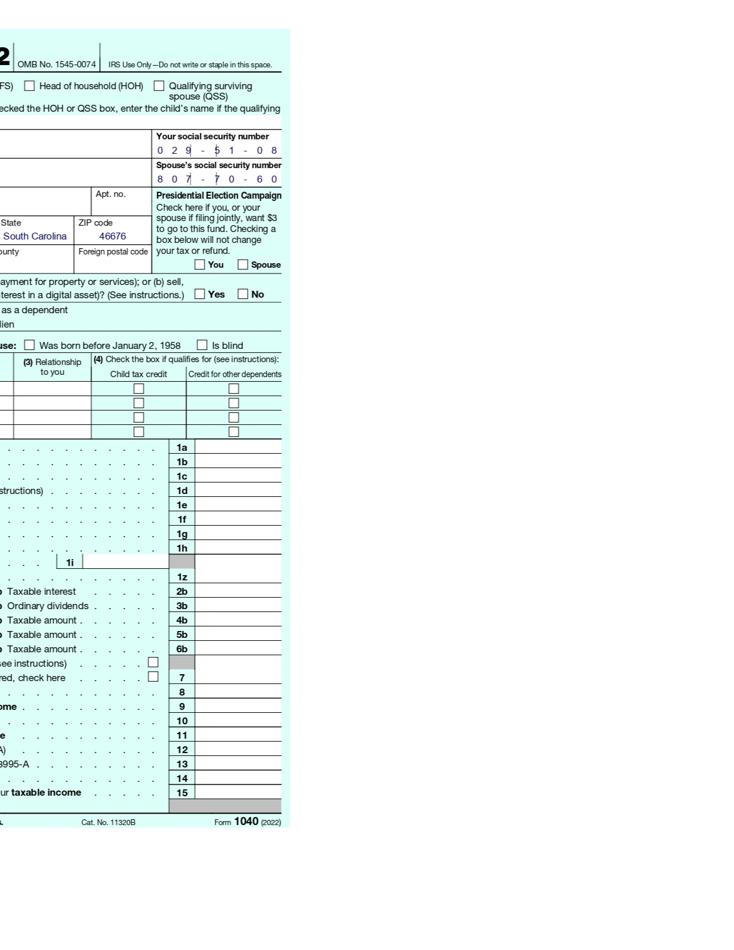 2 OMB No. 1545-0074 IRS Use Only—Do not write or staple in this space.
FS) Head of household (HOH) Qualifying surviving
spouse (QSS)
ecked the HOH or QSS box, enter the child's name if the qualifying
Your social security number
0 2 9 - 5 1 - 0 8
Spouse's social security number
8 0 7 - 7 0 - 6 0
Apt. no.
Presidential Election Campaign
Check here if you, or your
spouse if filing jointly, want $3
to go to this fund. Checking a
box below will not change
your tax or refund.
You Spouse
State ZIP code
South Carolina 46676
ounty Foreign postal code
ayment for property or services); or (b) sell,
terest in a digital asset)? (See instructions.) Yes No
as a dependent
lien
use: Was born before January 2, 1958 Is blind
(3) Relationship
to you
(4) Check the box if qualifies for (see instructions):
Child tax credit Credit for other dependents
. . . . . . . . . . . 1a
. . . . . . . . . . . 1b
. . . . . . . . . . . 1c
structions) . . . . . . . . 1d
. . . . . . . . . . . 1e
. . . . . . . . . . . 1f
. . . . . . . . . . . 1g
. . . . . . . . . . . 1h
. . . 1i
. . . . . . . . . . . 1z
b Taxable interest . . . . . 2b
b Ordinary dividends . . . . . 3b
b Taxable amount . . . . . . 4b
b Taxable amount . . . . . . 5b
b Taxable amount . . . . . . 6b
see instructions) . . . . .
red, check here . . . . . 7
. . . . . . . . . . . 8
ome . . . . . . . . . . 9
. . . . . . . . . . . 10
e . . . . . . . . . . 11
A) . . . . . . . . . . 12
8995-A . . . . . . . . . 13
. . . . . . . . . . . 14
ur taxable income . . . . . 15
s. Cat. No. 11320B Form 1040 (2022)